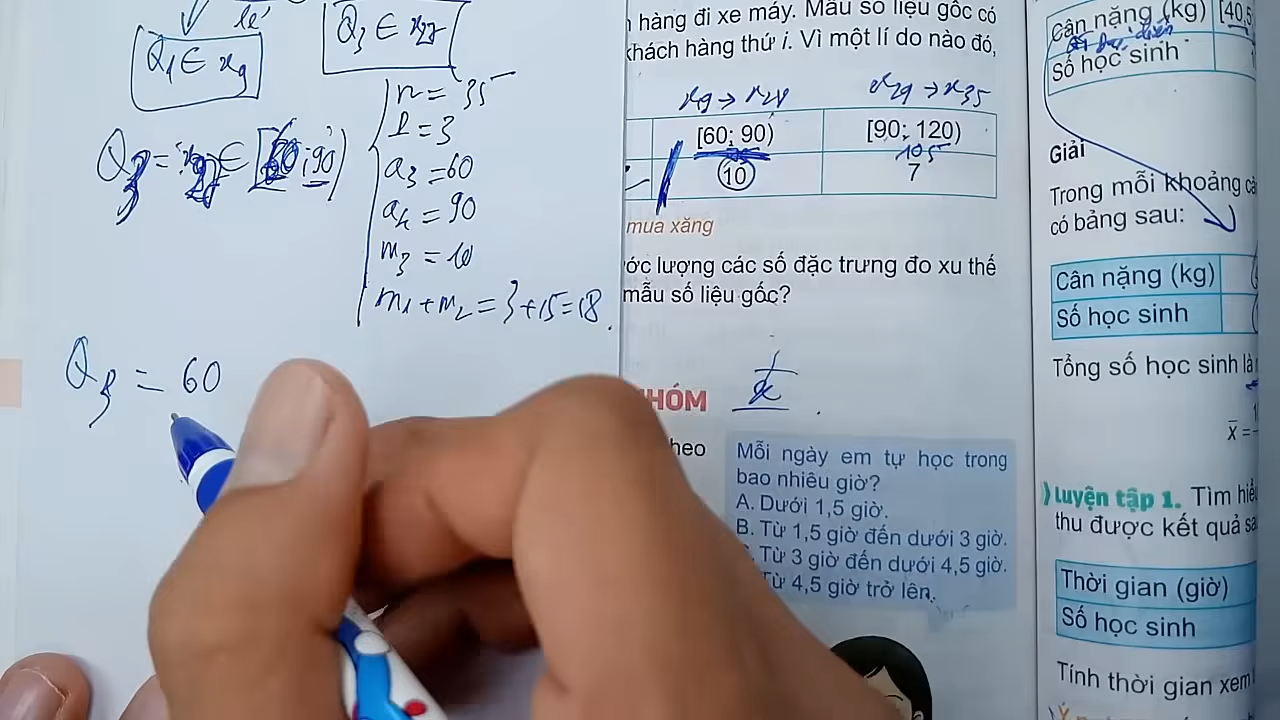 lẻ
Q₁ ∈ x₉
Q₃ ∈ x₂₇
Q₃ = x₂₇ ∈ [60; 90)
n = 35
a₃ = 60
a₄ = 90
m₃ = 10
m₁ + m₂ = 3 + 15 = 18.
Q₃ = 60
hàng đi xe máy. Mẫu số liệu gốc có
khách hàng thứ i. Vì một lí do nào đó,
x₉ → x₂₈ x₂₉ → x₃₅
[60; 90) [90; 120)
105
10 7
mua xăng
ớc lượng các số đặc trưng đo xu thế
mẫu số liệu gốc?
x̄
HÓM
heo
Mỗi ngày em tự học trong
bao nhiêu giờ?
A. Dưới 1,5 giờ.
B. Từ 1,5 giờ đến dưới 3 giờ.
Từ 3 giờ đến dưới 4,5 giờ.
Từ 4,5 giờ trở lên.
Cân nặng (kg) [40,5
Số học sinh
Giải
Trong mỗi khoảng
có bảng sau:
Cân nặng (kg)
Số học sinh
Tổng số học sinh là
x̄ =
Luyện tập 1. Tìm
thu được kết quả
Thời gian (giờ)
Số học sinh
Tính thời gian xem